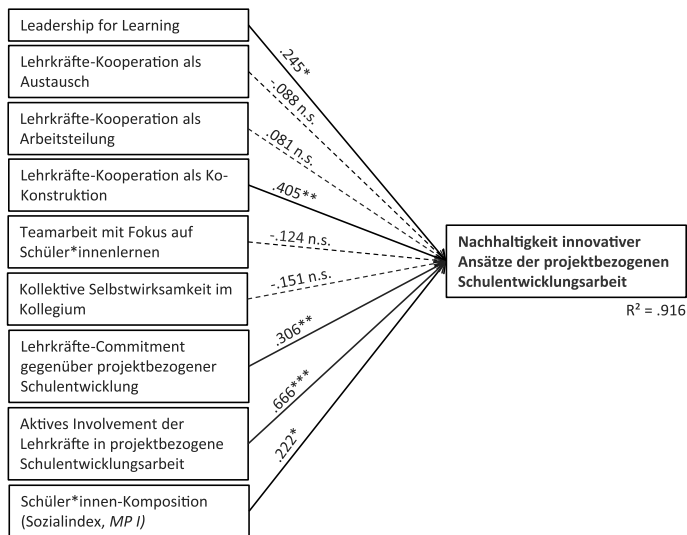 Leadership for Learning
.245*
Lehrkräfte-Kooperation als
Austausch
-.088 n.s.
Lehrkräfte-Kooperation als
Arbeitsteilung
.081 n.s.
Lehrkräfte-Kooperation als Ko-
Konstruktion
.405**
Teamarbeit mit Fokus auf
Schüler*innenlernen
-.124 n.s.
Kollektive Selbstwirksamkeit im
Kollegium
-.151 n.s.
Lehrkräfte-Commitment
gegenüber projektbezogener
Schulentwicklung
.306**
Aktives Involvement der
Lehrkräfte in projektbezogene
Schulentwicklungsarbeit
.666***
Schüler*innen-Komposition
(Sozialindex, MP I)
.222*
Nachhaltigkeit innovativer
Ansätze der projektbezogenen
Schulentwicklungsarbeit
R² = .916